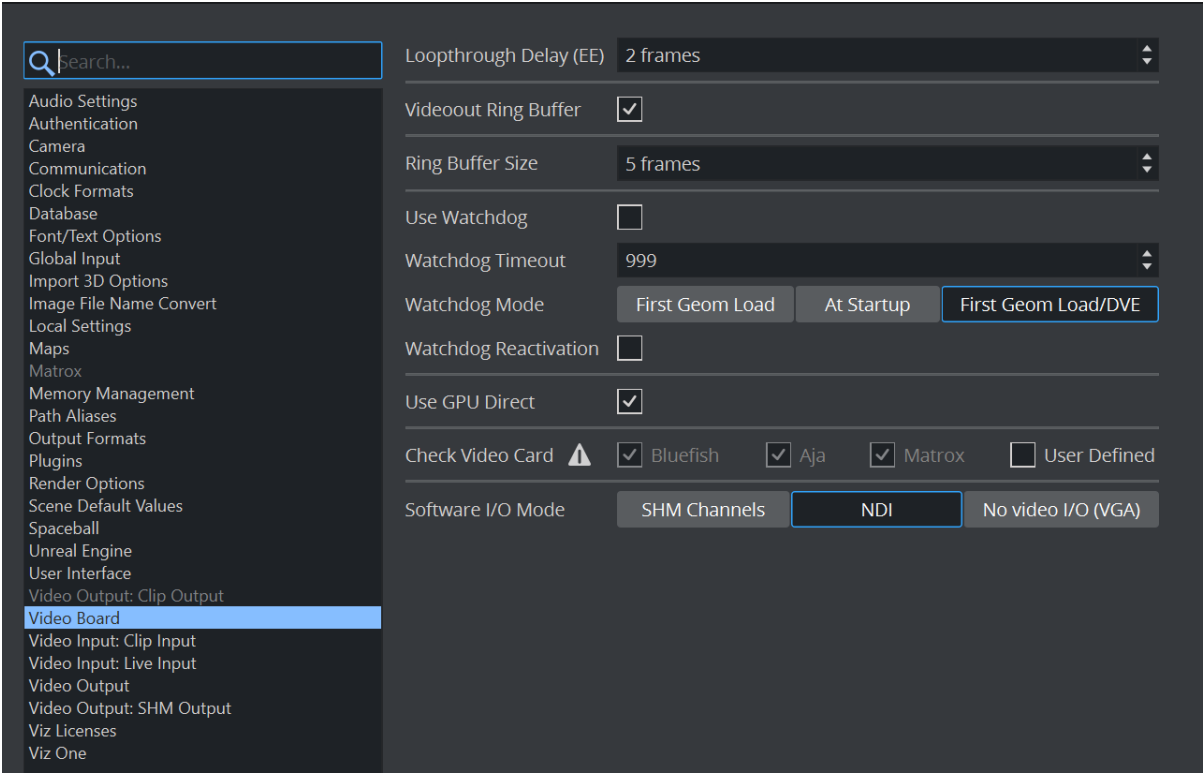 Search...
Audio Settings
Authentication
Camera
Communication
Clock Formats
Database
Font/Text Options
Global Input
Import 3D Options
Image File Name Convert
Local Settings
Maps
Matrox
Memory Management
Path Aliases
Output Formats
Plugins
Render Options
Scene Default Values
Spaceball
Unreal Engine
User Interface
Video Output: Clip Output
Video Board
Video Input: Clip Input
Video Input: Live Input
Video Output
Video Output: SHM Output
Viz Licenses
Viz One
Loopthrough Delay (EE) 2 frames
Videoout Ring Buffer
Ring Buffer Size 5 frames
Use Watchdog
Watchdog Timeout 999
Watchdog Mode First Geom Load At Startup First Geom Load/DVE
Watchdog Reactivation
Use GPU Direct
Check Video Card Bluefish Aja Matrox User Defined
Software I/O Mode SHM Channels NDI No video I/O (VGA)